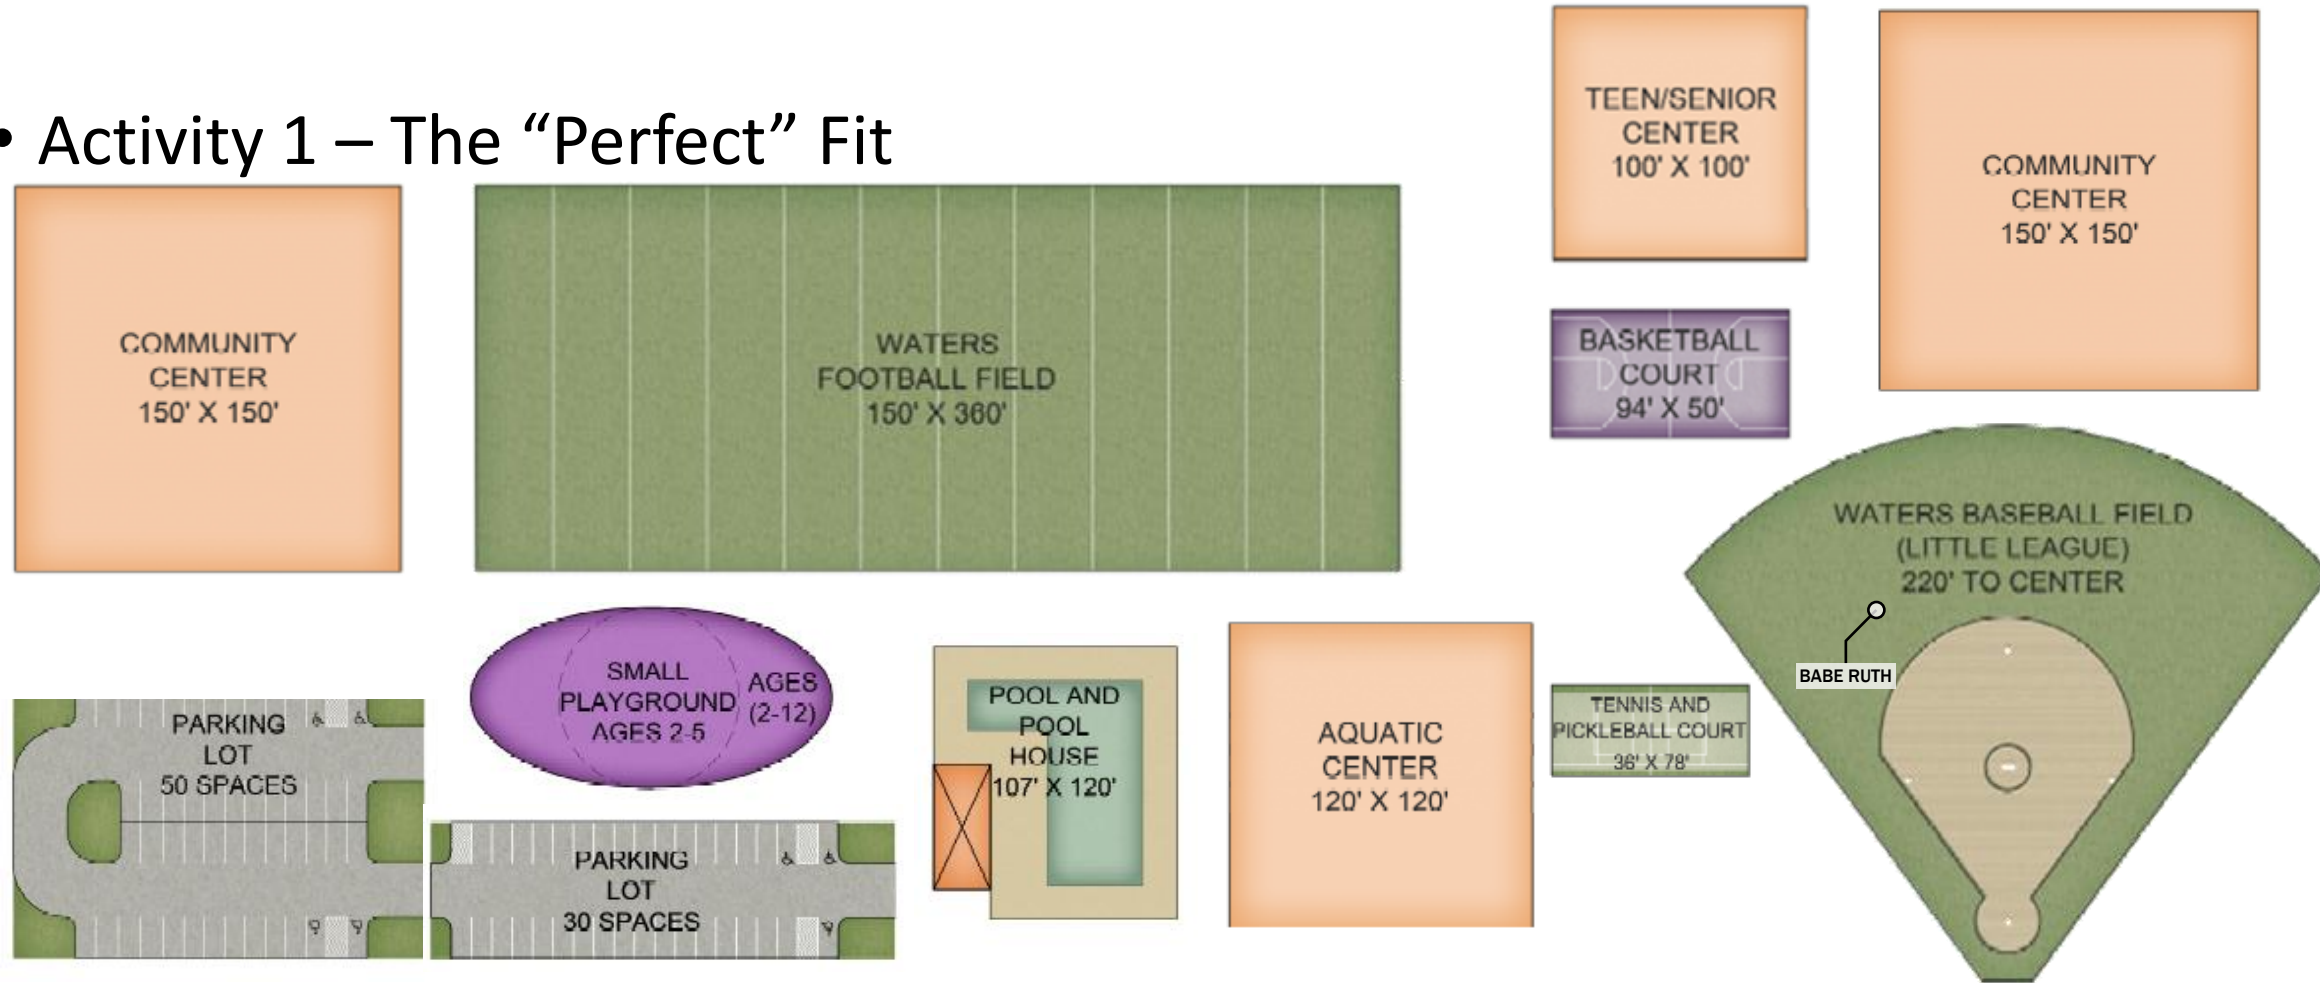 • Activity 1 – The “Perfect” Fit
COMMUNITY
CENTER
150' X 150'
WATERS
FOOTBALL FIELD
150' X 360'
TEEN/SENIOR
CENTER
100' X 100'
COMMUNITY
CENTER
150' X 150'
BASKETBALL
COURT
94' X 50'
WATERS BASEBALL FIELD
(LITTLE LEAGUE)
220' TO CENTER
BABE RUTH
PARKING
LOT
50 SPACES
SMALL
PLAYGROUND
AGES 2-5
AGES
(2-12)
PARKING
LOT
30 SPACES
POOL AND
POOL
HOUSE
107' X 120'
AQUATIC
CENTER
120' X 120'
TENNIS AND
PICKLEBALL COURT
36' X 78'